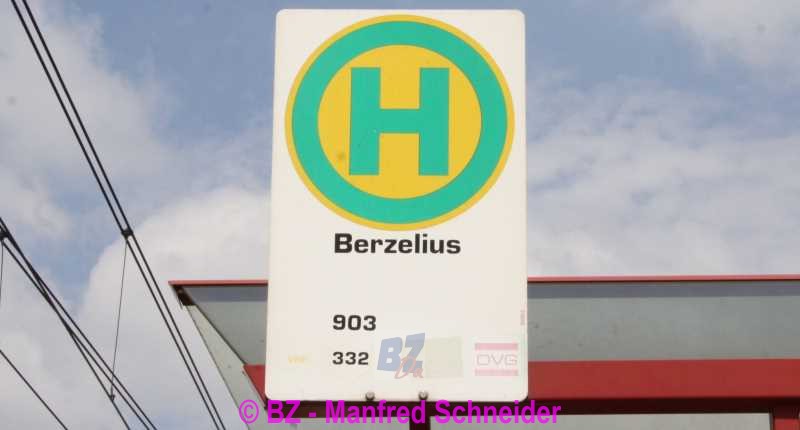 H
Berzelius
903
332
BZ
DVG
© BZ - Manfred Schneider